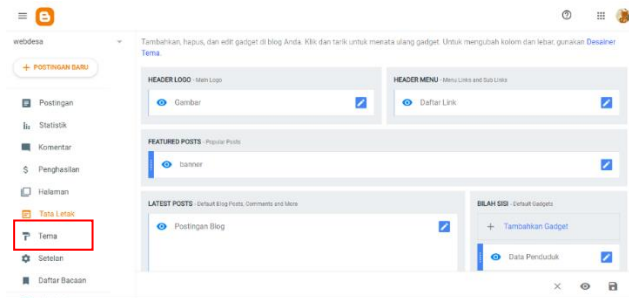 webdesa
Tambahkan, hapus, dan edit gadget di blog Anda. Klik dan tarik untuk menata ulang gadget. Untuk mengubah kolom dan lebar, gunakan Desainer
Tema.
+ POSTINGAN BARU
HEADER LOGO - Main Logo
HEADER MENU - Menu Links and Sub Links
Postingan
Gambar
Daftar Link
Statistik
Komentar
FEATURED POSTS - Popular Posts
Penghasilan
banner
Halaman
LATEST POSTS - Default Blog Posts, Comments and More
BILAH SISI - Default Gadgets
Tata Letak
Postingan Blog
+ Tambahkan Gadget
Tema
Setelan
Data Penduduk
Daftar Bacaan